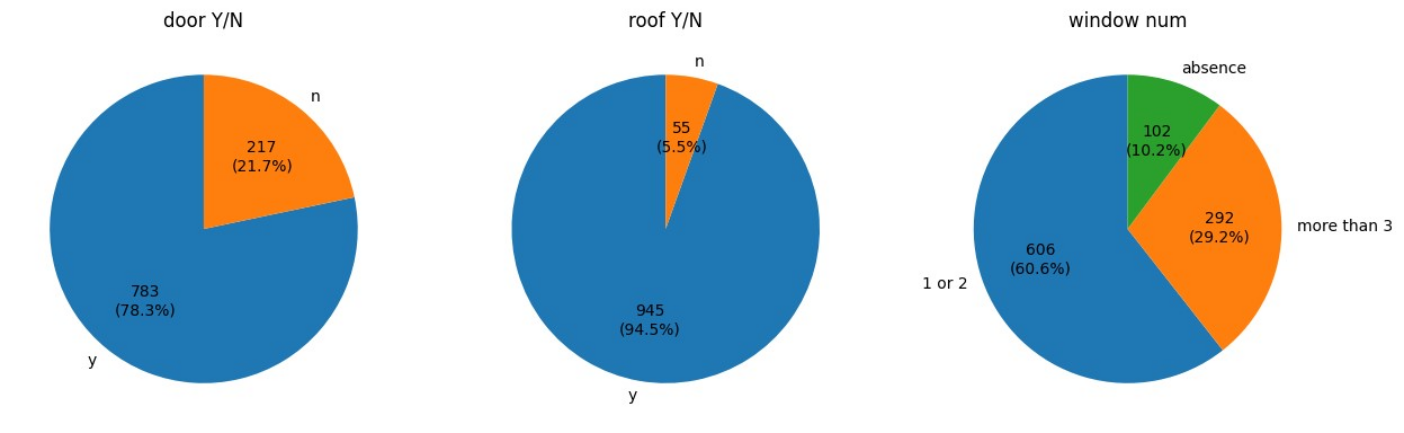 door Y/N
n
217
(21.7%)
783
(78.3%)
y
roof Y/N
n
55
(5.5%)
945
(94.5%)
y
window num
absence
102
(10.2%)
292
(29.2%)
more than 3
606
(60.6%)
1 or 2